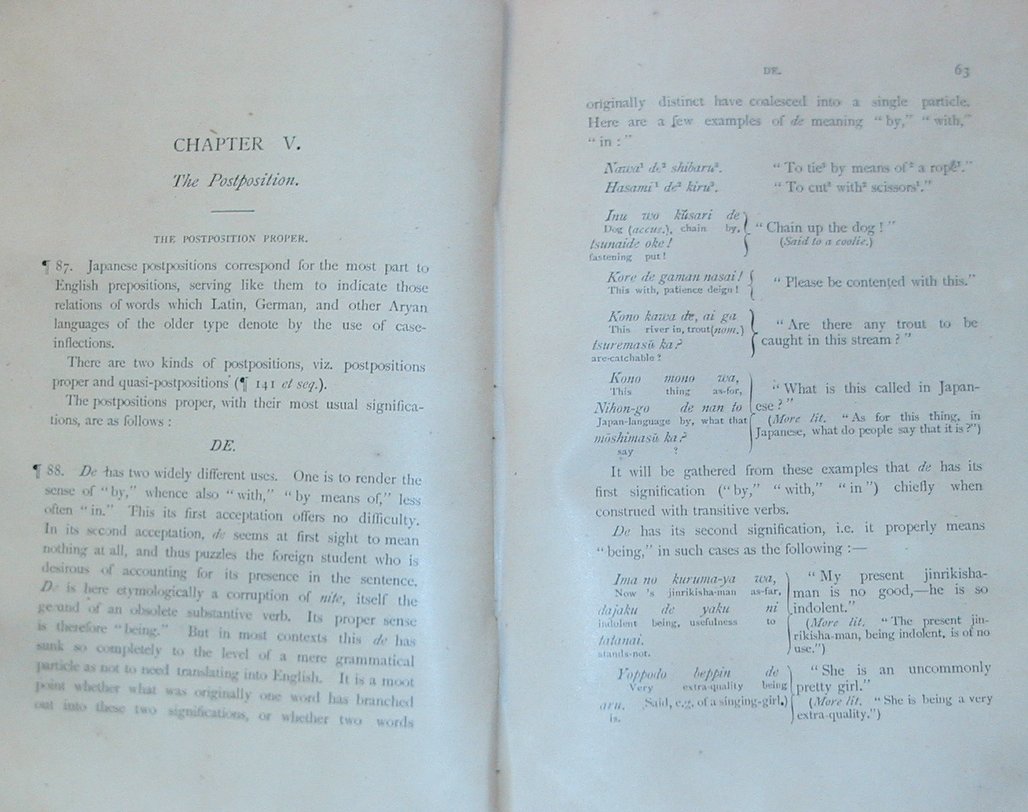 CHAPTER V.
The Postposition.
THE POSTPOSITION PROPER.
¶ 87. Japanese postpositions correspond for the most part to
English prepositions, serving like them to indicate those
relations of words which Latin, German, and other Aryan
languages of the older type denote by the use of case-
inflections.
There are two kinds of postpositions, viz. postpositions
proper and quasi-postpositions (¶ 141 et seq.).
The postpositions proper, with their most usual significa-
tions, are as follows :
DE.
¶ 88. De has two widely different uses. One is to render the
sense of "by," whence also "with," "by means of," less
often "in." This its first acceptation offers no difficulty.
In its second acceptation, de seems at first sight to mean
nothing at all, and thus puzzles the foreign student who is
desirous of accounting for its presence in the sentence.
De is here etymologically a corruption of nite, itself the
gerund of an obsolete substantive verb. Its proper sense
is therefore "being." But in most contexts this de has
sunk so completely to the level of a mere grammatical
particle as not to need translating into English. It is a moot
point whether what was originally one word has branched
out into these two significations, or whether two words
DE. 63
originally distinct have coalesced into a single particle.
Here are a few examples of de meaning "by," "with,"
"in : "
Nawa¹ de² shibaru³. "To tie³ by means of² a rope¹."
Hasami¹ de² kiru³. "To cut³ with² scissors¹."
Inu wo kŭsari de
Dog (accus.), chain by,
tsunaide oke !
fastening put !
"Chain up the dog ! "
(Said to a coolie.)
Kore de gaman nasai !
This with, patience deign !
"Please be contented with this."
Kono kawa de, ai ga
This river in, trout (nom.)
tsuremasŭ ka ?
are-catchable ?
"Are there any trout to be
caught in this stream ? "
Kono mono wa,
This thing as-for,
Nihon-go de nan to
Japan-language by, what that
mōshimasŭ ka ?
say ?
"What is this called in Japan-
ese ? "
(More lit. "As for this thing, in
Japanese, what do people say that it is ?")
It will be gathered from these examples that de has its
first signification ("by," "with," "in") chiefly when
construed with transitive verbs.
De has its second signification, i.e. it properly means
"being," in such cases as the following :—
Ima no kuruma-ya wa,
Now 's jinrikisha-man as-far,
dajaku de yaku ni
indolent being, usefulness to
tatanai.
stands-not.
"My present jinrikisha-
man is no good,—he is so
indolent."
(More lit. "The present jin-
rikisha-man, being indolent, is of no
use.")
Yoppodo beppin de
Very extra-quality being
aru. Said, e.g. of a singing-girl.)
is.
"She is an uncommonly
pretty girl."
(More lit. "She is being a very
extra-quality.")